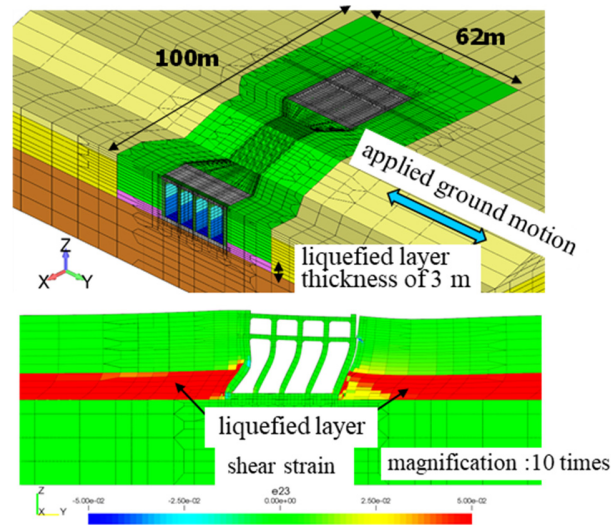 100m
62m
applied ground motion
liquefied layer
thickness of 3 m
Z
X
Y
liquefied layer
shear strain
magnification :10 times
Z
Y
e23
-5.00e-02
-2.50e-02
0.00e+00
2.50e-02
5.00e-02